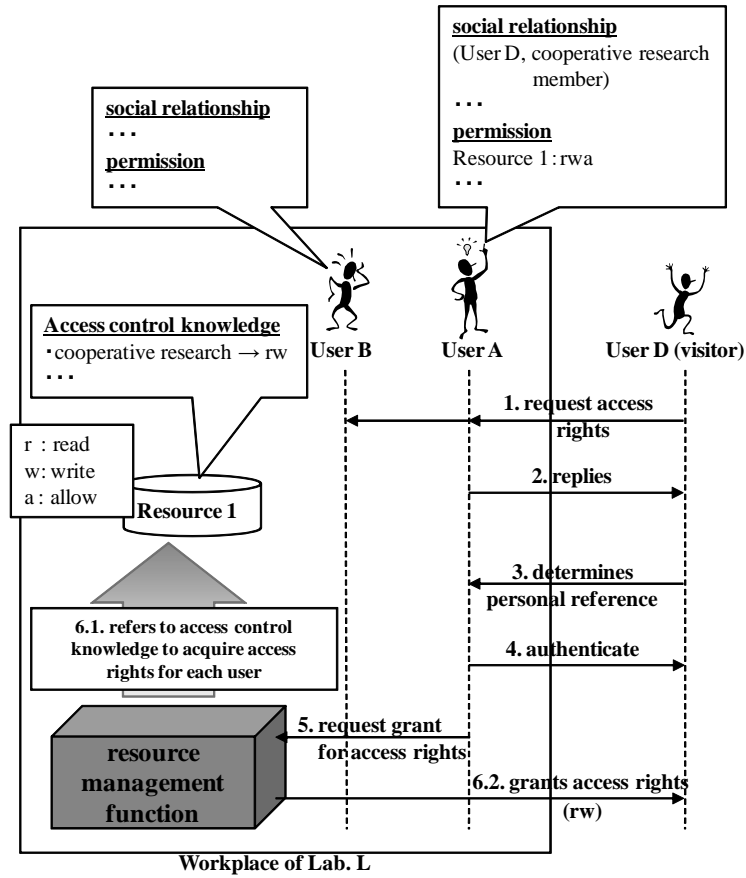 social relationship
(User D, cooperative research
member)
・・・
permission
Resource 1 : rwa
・・・
social relationship
・・・
permission
・・・
Access control knowledge
・cooperative research → rw
・・・
User B
User A
User D (visitor)
r : read
w: write
a : allow
Resource 1
1. request access
rights
2. replies
3. determines
personal reference
6.1. refers to access control
knowledge to acquire access
rights for each user
4. authenticate
5. request grant
for access rights
resource
management
function
6.2. grants access rights
(rw)
Workplace of Lab. L